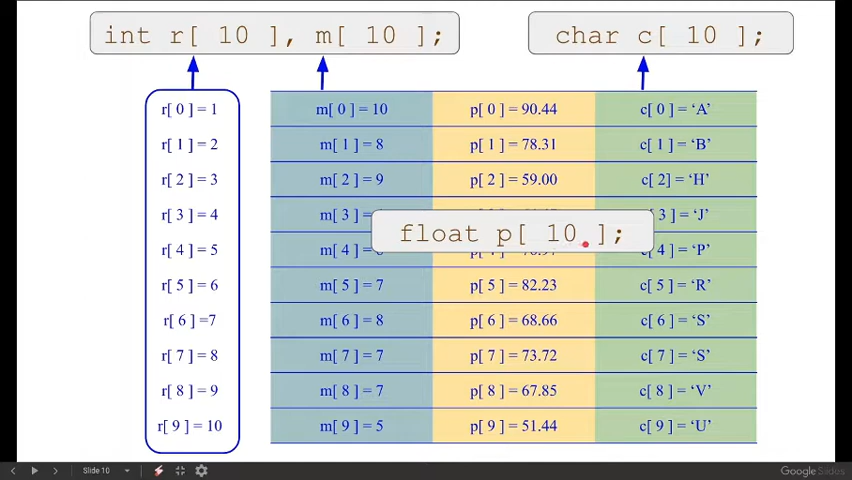 int r[ 10 ], m[ 10 ]; char c[ 10 ];
r[ 0 ] = 1 m[ 0 ] = 10 p[ 0 ] = 90.44 c[ 0 ] = ‘A’
r[ 1 ] = 2 m[ 1 ] = 8 p[ 1 ] = 78.31 c[ 1 ] = ‘B’
r[ 2 ] = 3 m[ 2 ] = 9 p[ 2 ] = 59.00 c[ 2] = ‘H’
r[ 3 ] = 4 m[ 3 ] = 3 ] = ‘J’
float p[ 10 ];
r[ 4 ] = 5 m[ 4 ] = c[ 4 ] = ‘P’
r[ 5 ] = 6 m[ 5 ] = 7 p[ 5 ] = 82.23 c[ 5 ] = ‘R’
r[ 6 ] =7 m[ 6 ] = 8 p[ 6 ] = 68.66 c[ 6 ] = ‘S’
r[ 7 ] = 8 m[ 7 ] = 7 p[ 7 ] = 73.72 c[ 7 ] = ‘S’
r[ 8 ] = 9 m[ 8 ] = 7 p[ 8 ] = 67.85 c[ 8 ] = ‘V’
r[ 9 ] = 10 m[ 9 ] = 5 p[ 9 ] = 51.44 c[ 9 ] = ‘U’
Slide 10 Google Slides